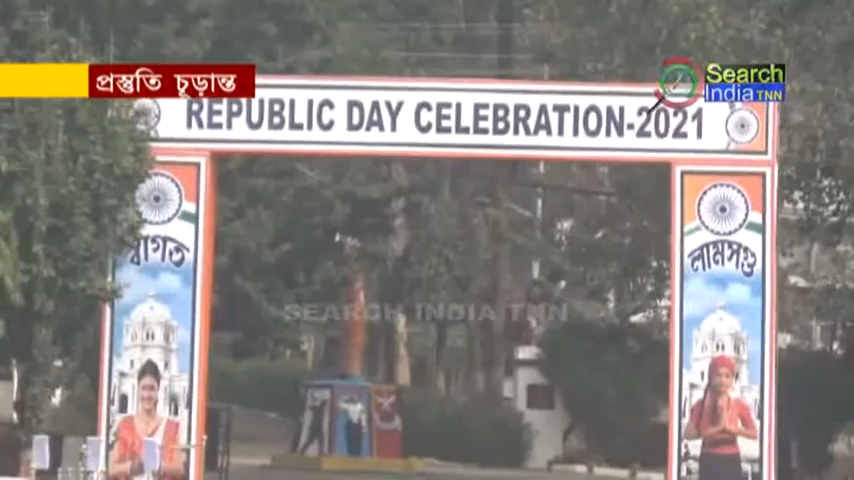 প্রস্তুতি চূড়ান্ত
Search
India TNN
REPUBLIC DAY CELEBRATION-2021
স্বাগত
লামসগু
SEARCH INDIA TNN